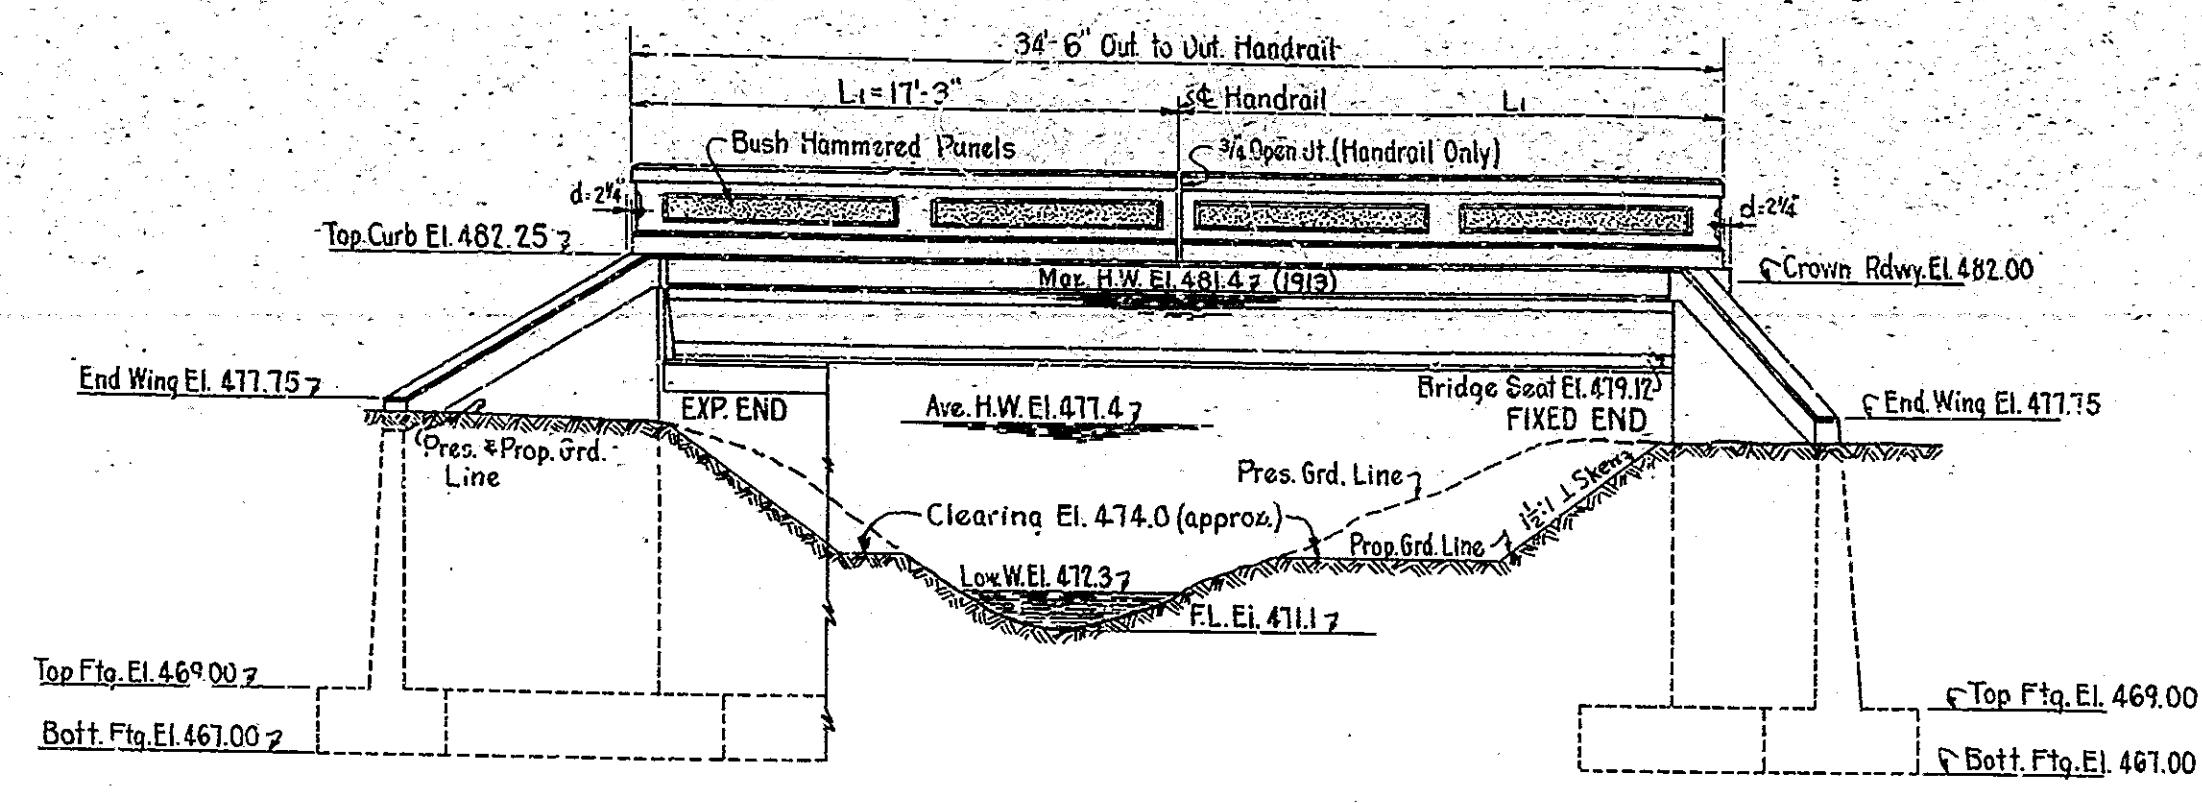 34'-6" Out. to Out. Handrail
L1 = 17'-3"
℄ Handrail
L1
Bush Hammered Panels
3/4" Open Jt. (Handrail Only)
d=2¼"
d=2¼"
Top Curb El. 482.25
Crown Rdwy. El. 482.00
Max. H.W. El. 481.4 (1913)
End Wing El. 477.75
Bridge Seat El. 479.12
EXP. END
Ave. H.W. El. 477.4
FIXED END
End. Wing El. 477.75
Pres. & Prop. Grd.
Line
Pres. Grd. Line
1½:1 ⊥ Skew
Clearing El. 474.0 (approx.)
Prop. Grd. Line
Low W. El. 472.3
F.L. El. 471.1
Top Ftg. El. 469.00
Top Ftg. El. 469.00
Bott. Ftg. El. 467.00
Bott. Ftg. El. 467.00